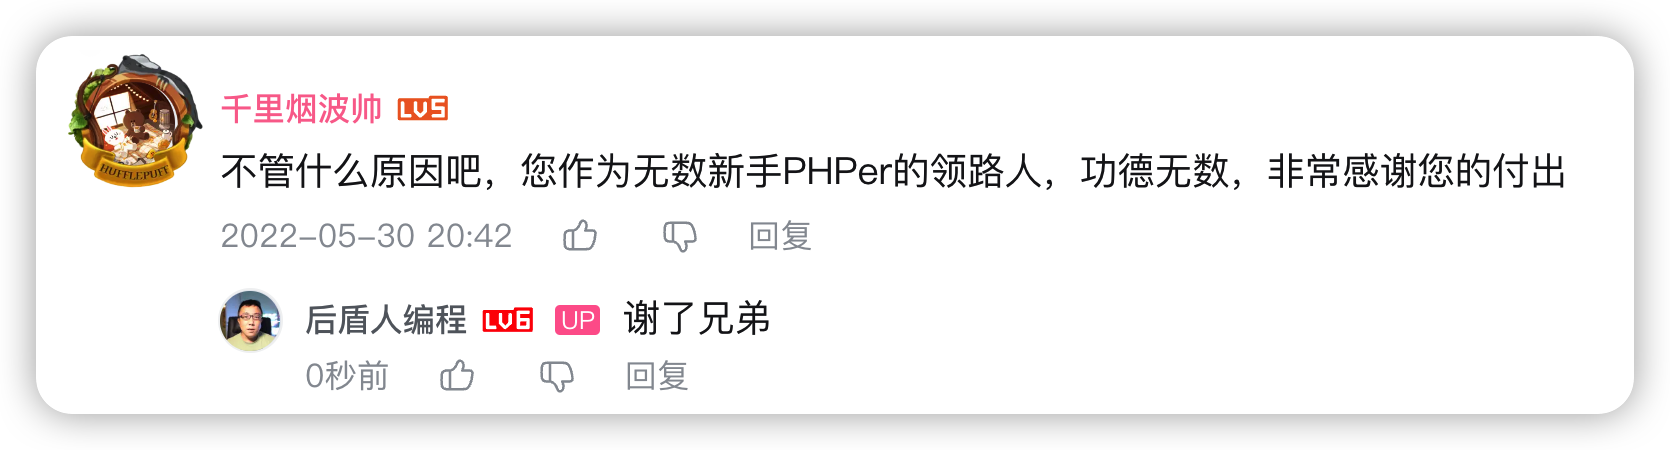 千里烟波帅 LV5
不管什么原因吧，您作为无数新手PHPer的领路人，功德无数，非常感谢您的付出
2022-05-30 20:42 回复
后盾人编程 LV6 UP 谢了兄弟
0秒前 回复
HUFFLEPUFF